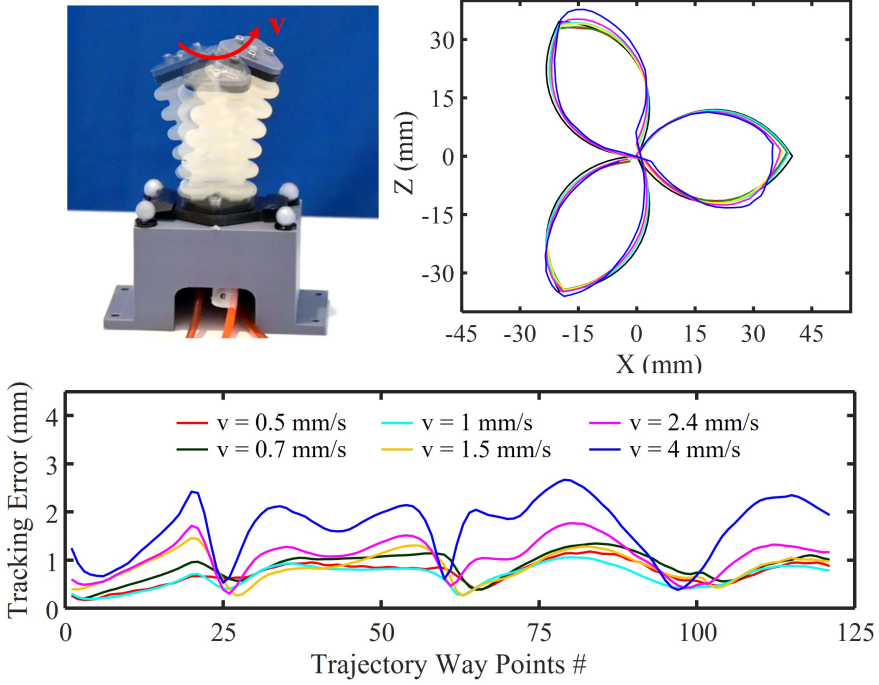 v
30
15
0
-15
-30
Z (mm)
-45 -30 -15 0 15 30 45
X (mm)
4
3
2
1
0
Tracking Error (mm)
v = 0.5 mm/s v = 1 mm/s v = 2.4 mm/s
v = 0.7 mm/s v = 1.5 mm/s v = 4 mm/s
0 25 50 75 100 125
Trajectory Way Points #